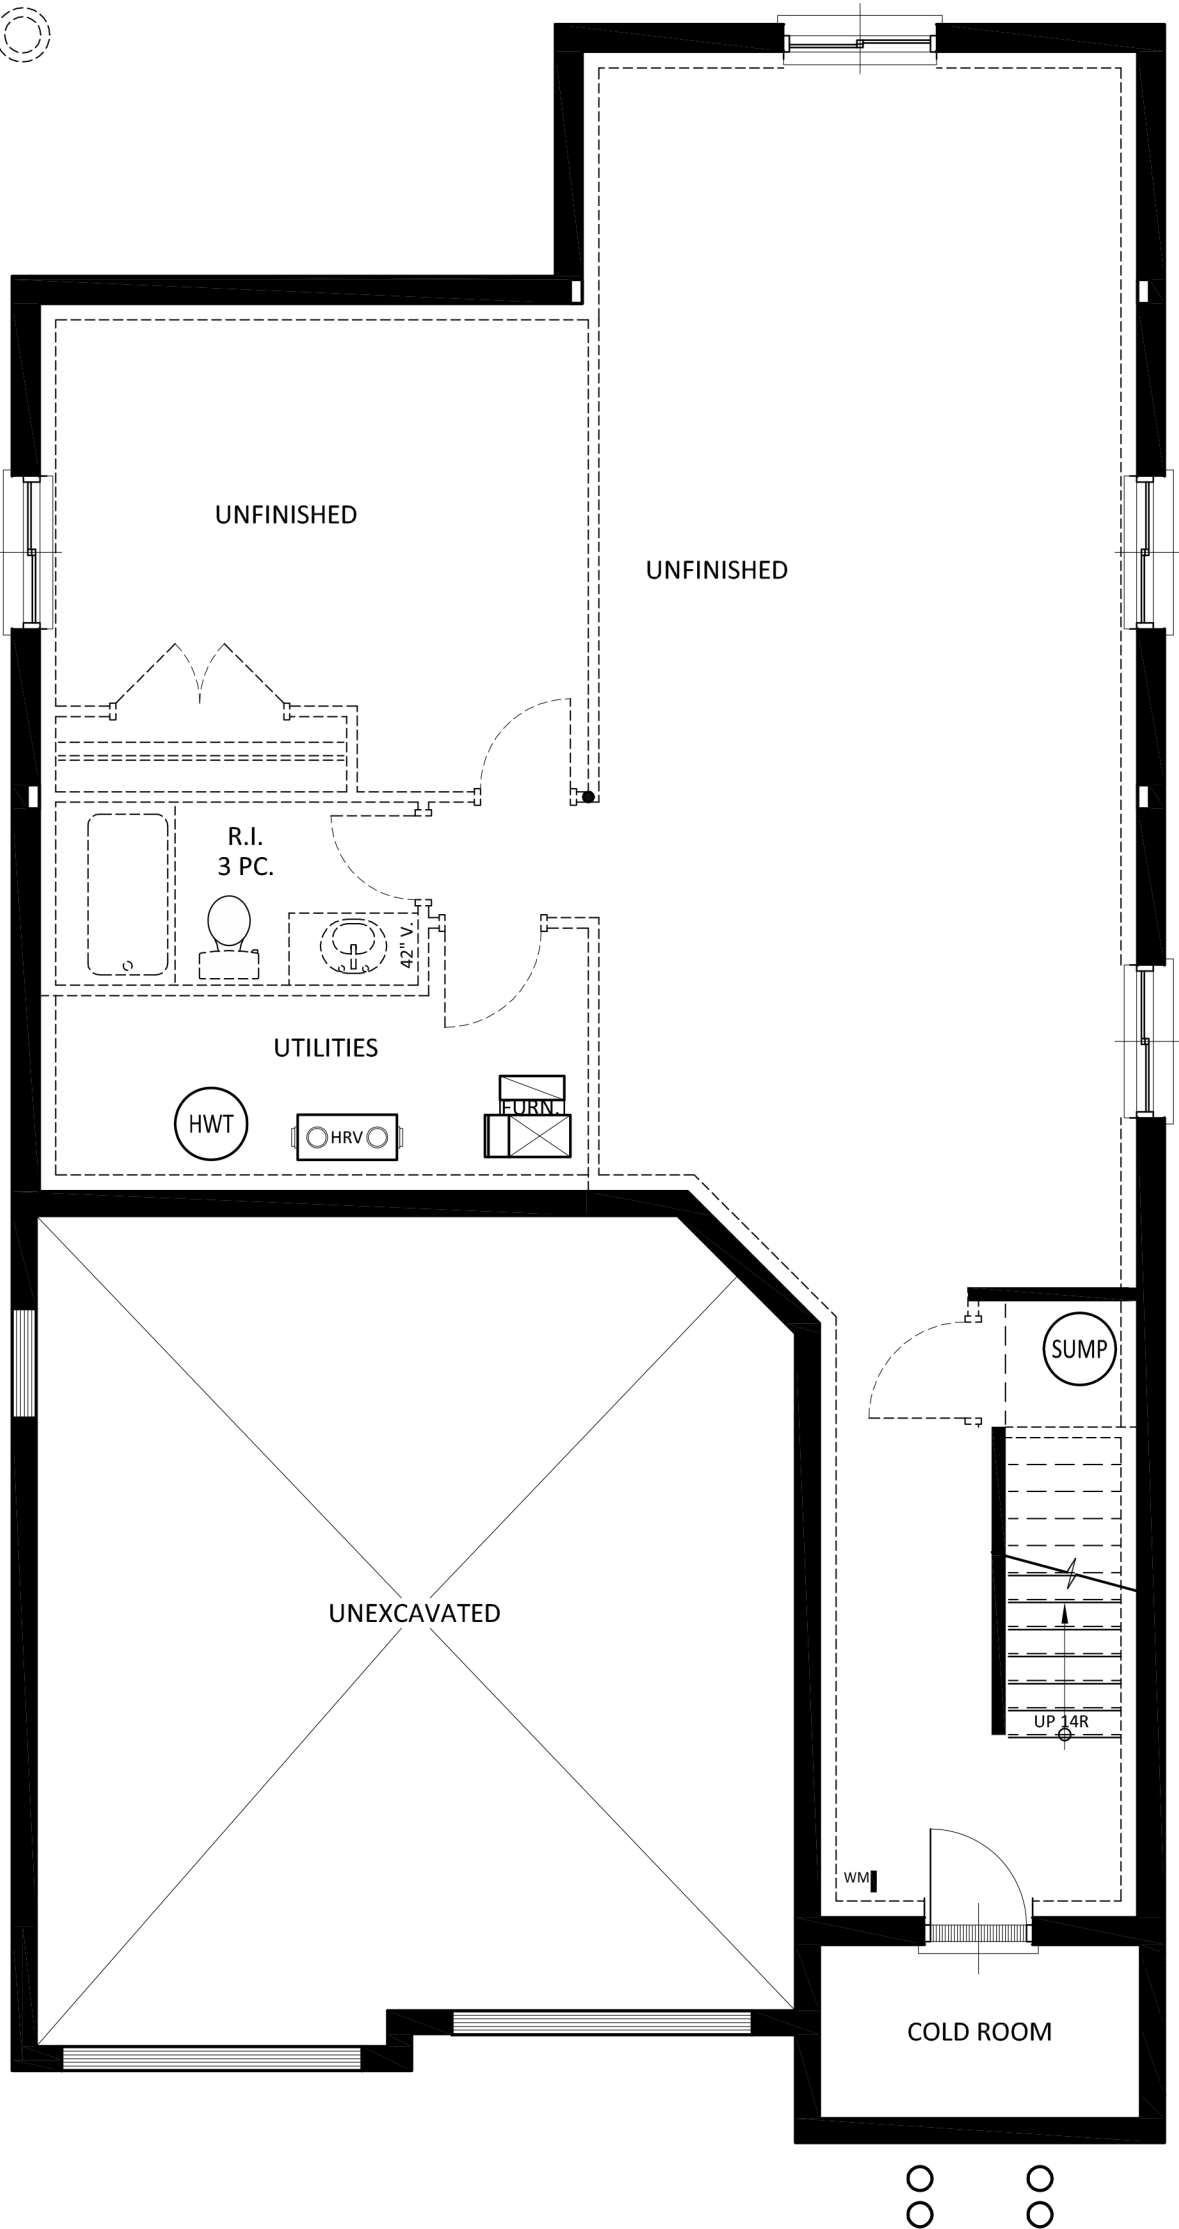 UNFINISHED
UNFINISHED
R.I.
3 PC.
42" V.
UTILITIES
HWT
HRV
FURN.
SUMP
UNEXCAVATED
UP 14R
WM
COLD ROOM